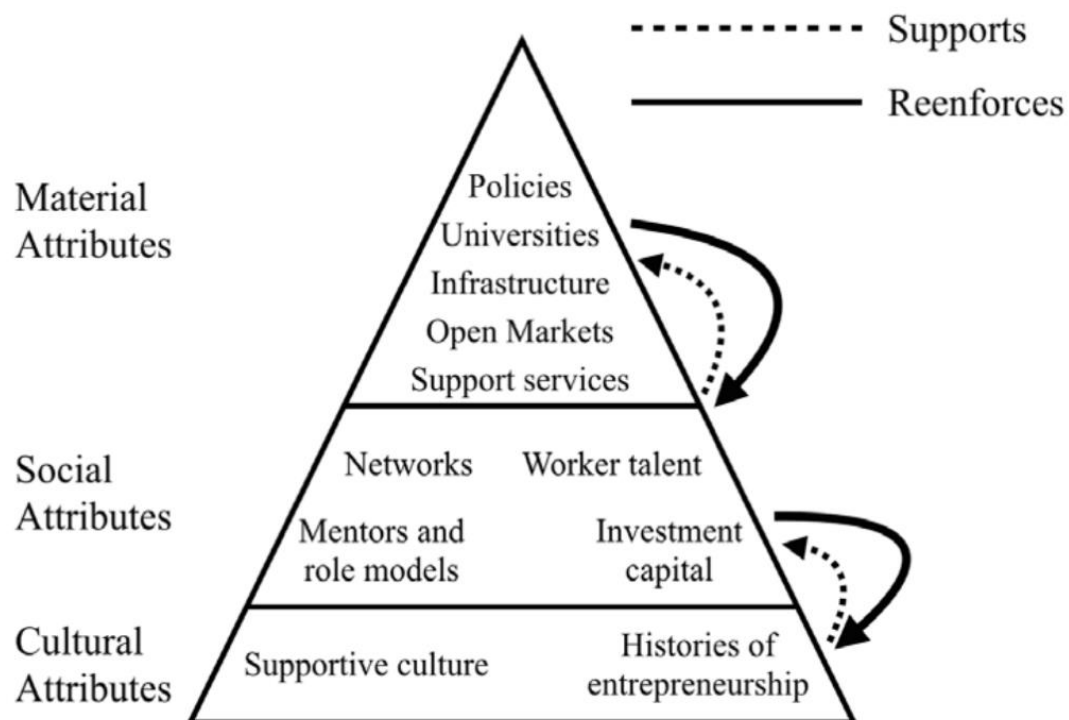 Supports
Reenforces
Material
Attributes
Policies
Universities
Infrastructure
Open Markets
Support services
Social
Attributes
Networks
Worker talent
Mentors and
role models
Investment
capital
Cultural
Attributes
Supportive culture
Histories of
entrepreneurship